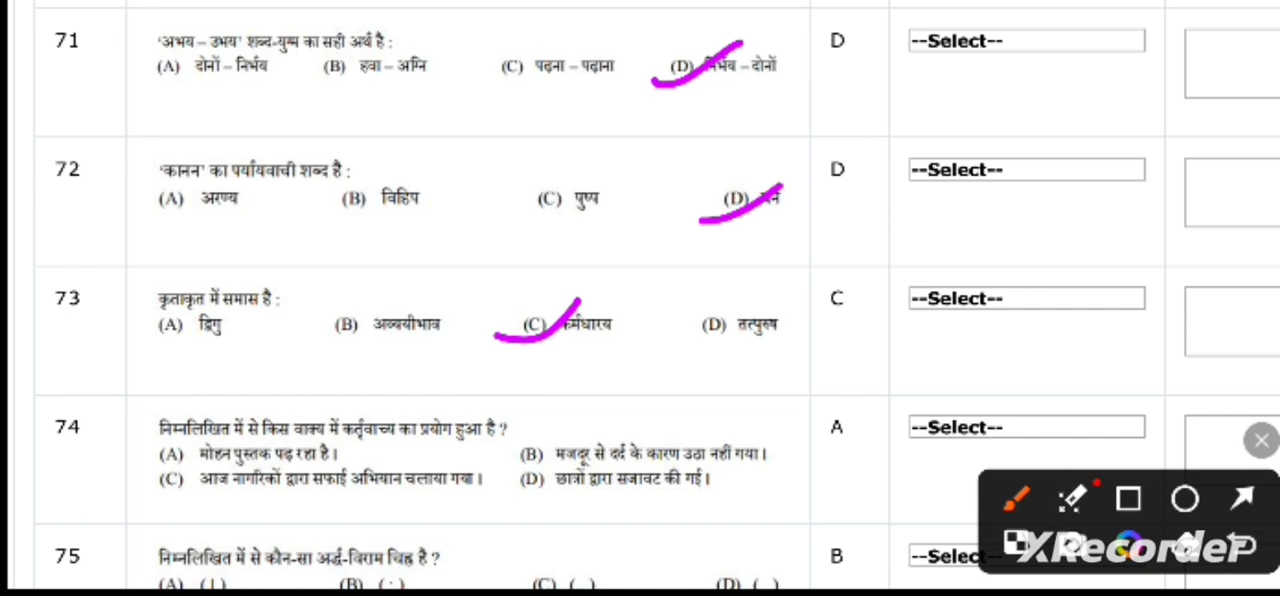 71 'अभय – उभय' शब्द-युग्म का सही अर्थ है : D --Select--
(A) दोनों – निर्भय (B) हवा – अग्नि (C) पढ़ना – पढ़ाना (D) निर्भय – दोनों
72 'कानन' का पर्यायवाची शब्द है : D --Select--
(A) अरण्य (B) विहिप (C) पुष्प (D)
73 कृताकृत में समास है : C --Select--
(A) द्विगु (B) अव्ययीभाव (C) कर्मधारय (D) तत्पुरुष
74 निम्नलिखित में से किस वाक्य में कर्तृवाच्य का प्रयोग हुआ है ? A --Select--
(A) मोहन पुस्तक पढ़ रहा है। (B) मजदूर से दर्द के कारण उठा नहीं गया।
(C) आज नागरिकों द्वारा सफाई अभियान चलाया गया। (D) छात्रों द्वारा सजावट की गई।
75 निम्नलिखित में से कौन-सा अर्द्ध-विराम चिह्न है ? B --Select
(A) (B) (C) (D)
XRecorder